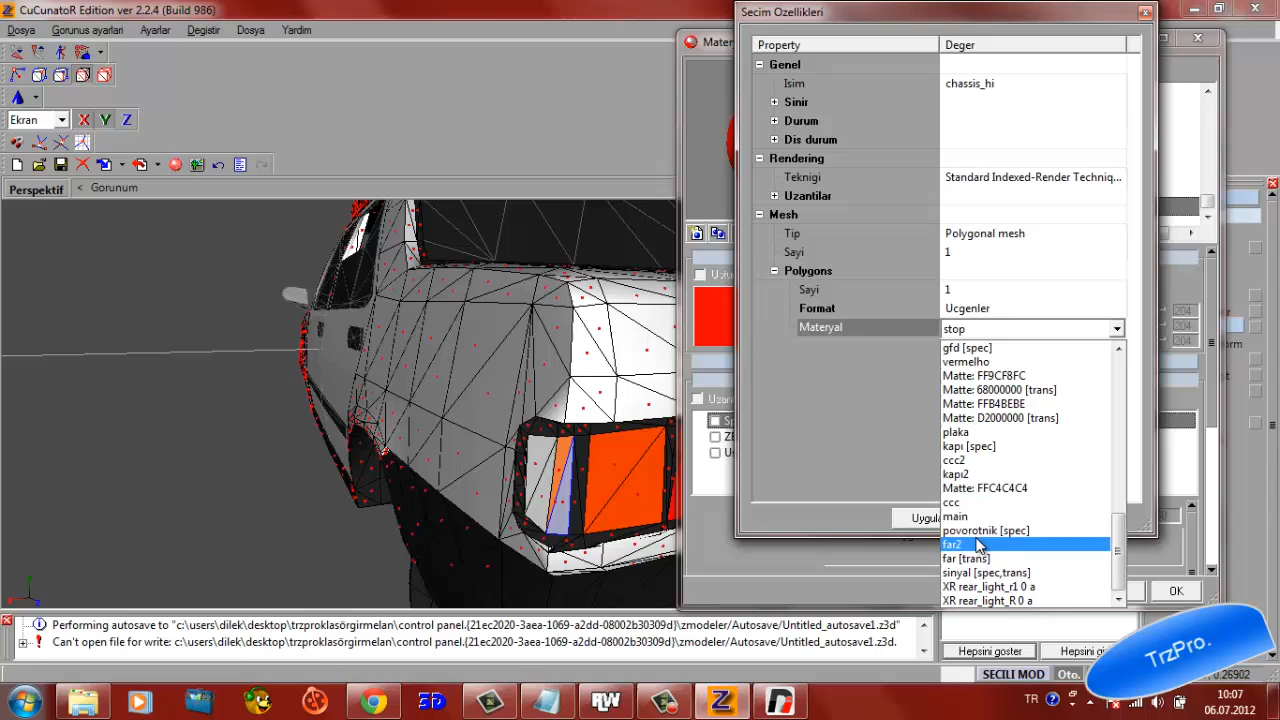 CuCunatoR Edition ver 2.2.4 (Build 986)
Dosya
Gorunus ayarlari
Ayarlar
Degistir
Dosya
Yardim
Ekran
X
Y
Z
Perspektif
< Gorunum
Secim Ozellikleri
Property
Deger
Genel
Isim
chassis_hi
Sinir
Durum
Dis durum
Rendering
Teknigi
Standard Indexed-Render Techniq...
Uzantilar
Mesh
Tip
Polygonal mesh
Sayi
1
Polygons
Sayi
1
Format
Ucgenler
Materyal
stop
gfd [spec]
vermelho
Matte: FF9CF8FC
Matte: 68000000 [trans]
Matte: FFB4BEBE
Matte: D2000000 [trans]
plaka
kapı [spec]
ccc2
kapı2
Matte: FFC4C4C4
ccc
main
povorotnik [spec]
far2
far [trans]
sinyal [spec,trans]
XR rear_light_r1 0 a
XR rear_light_R 0 a
204
204
204
OK
Performing autosave to "c:\users\dilek\desktop\trzproklasörgirmelan\control panel.{21ec2020-3aea-1069-a2dd-08002b30309d}\zmodeler/Autosave/Untitled_autosave1.z3d"
Can't open file for write: c:\users\dilek\desktop\trzproklasörgirmelan\control panel.{21ec2020-3aea-1069-a2dd-08002b30309d}\zmodeler/Autosave/Untitled_autosave1.z3d.
Hepsini goster
SECILI MOD
Oto.
0.26902
TrzPro.
TR
10:07
06.07.2012